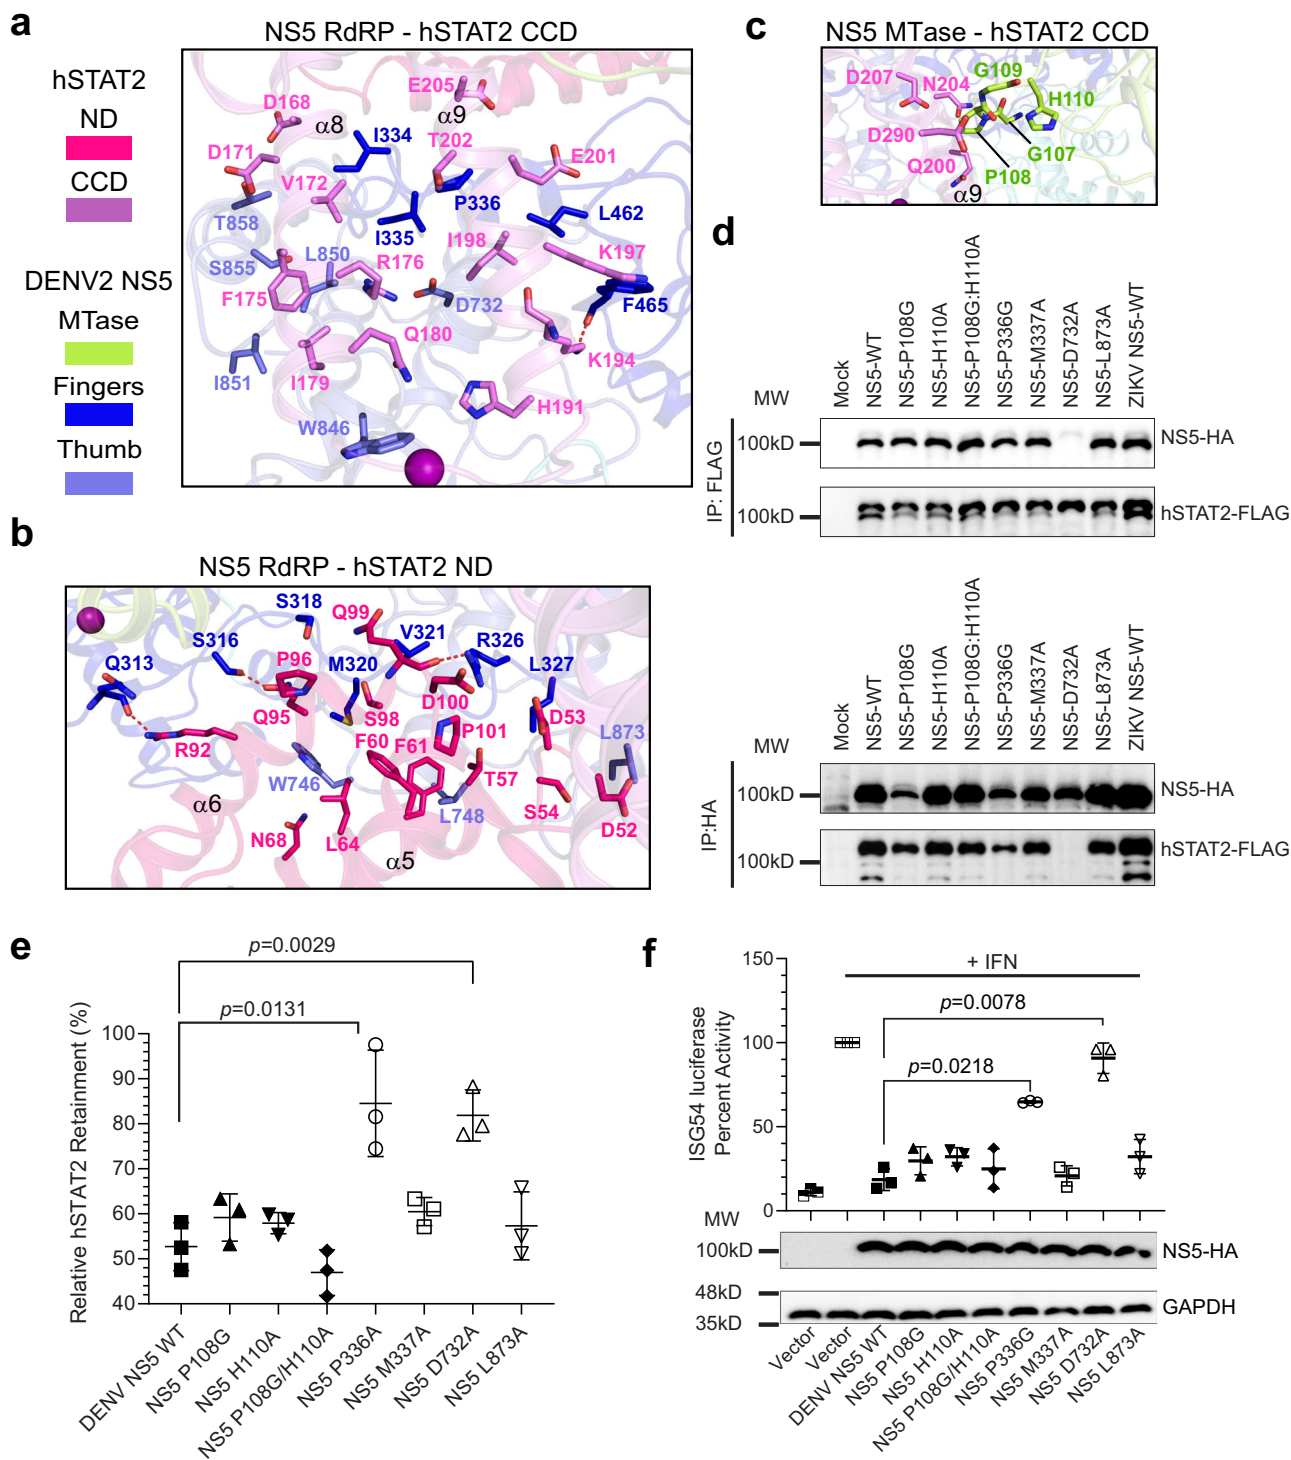 a
NS5 RdRP - hSTAT2 CCD
hSTAT2
ND
CCD
DENV2 NS5
MTase
Fingers
Thumb
E205
D168
α8
α9
I334
T202
D171
E201
V172
P336
L462
T858
I335
I198
K197
S855
L850
R176
F175
D732
F465
Q180
K194
I851
I179
H191
W846
b
NS5 RdRP - hSTAT2 ND
S318
Q99
S316
V321
R326
Q313
P96
M320
L327
D100
Q95
S98
D53
R92
F60
F61
P101
L873
W746
T57
α6
L748
S54
N68
L64
D52
α5
c
NS5 MTase - hSTAT2 CCD
D207
N204
G109
H110
D290
G107
Q200
P108
α9
d
MW
Mock
NS5-WT
NS5-P108G
NS5-H110A
NS5-P108G:H110A
NS5-P336G
NS5-M337A
NS5-D732A
NS5-L873A
ZIKV NS5-WT
IP: FLAG
100kD
NS5-HA
100kD
hSTAT2-FLAG
MW
Mock
NS5-WT
NS5-P108G
NS5-H110A
NS5-P108G:H110A
NS5-P336G
NS5-M337A
NS5-D732A
NS5-L873A
ZIKV NS5-WT
IP:HA
100kD
NS5-HA
100kD
hSTAT2-FLAG
e
p=0.0029
p=0.0131
Relative hSTAT2 Retainment (%)
100
90
80
70
60
50
40
DENV NS5 WT
NS5 P108G
NS5 H110A
NS5 P108G/H110A
NS5 P336A
NS5 M337A
NS5 D732A
NS5 L873A
f
+ IFN
p=0.0078
p=0.0218
ISG54 luciferase
Percent Activity
150
100
50
0
MW
100kD
NS5-HA
48kD
35kD
GAPDH
Vector
Vector
DENV NS5 WT
NS5 P108G
NS5 H110A
NS5 P108G/H110A
NS5 P336G
NS5 M337A
NS5 D732A
NS5 L873A